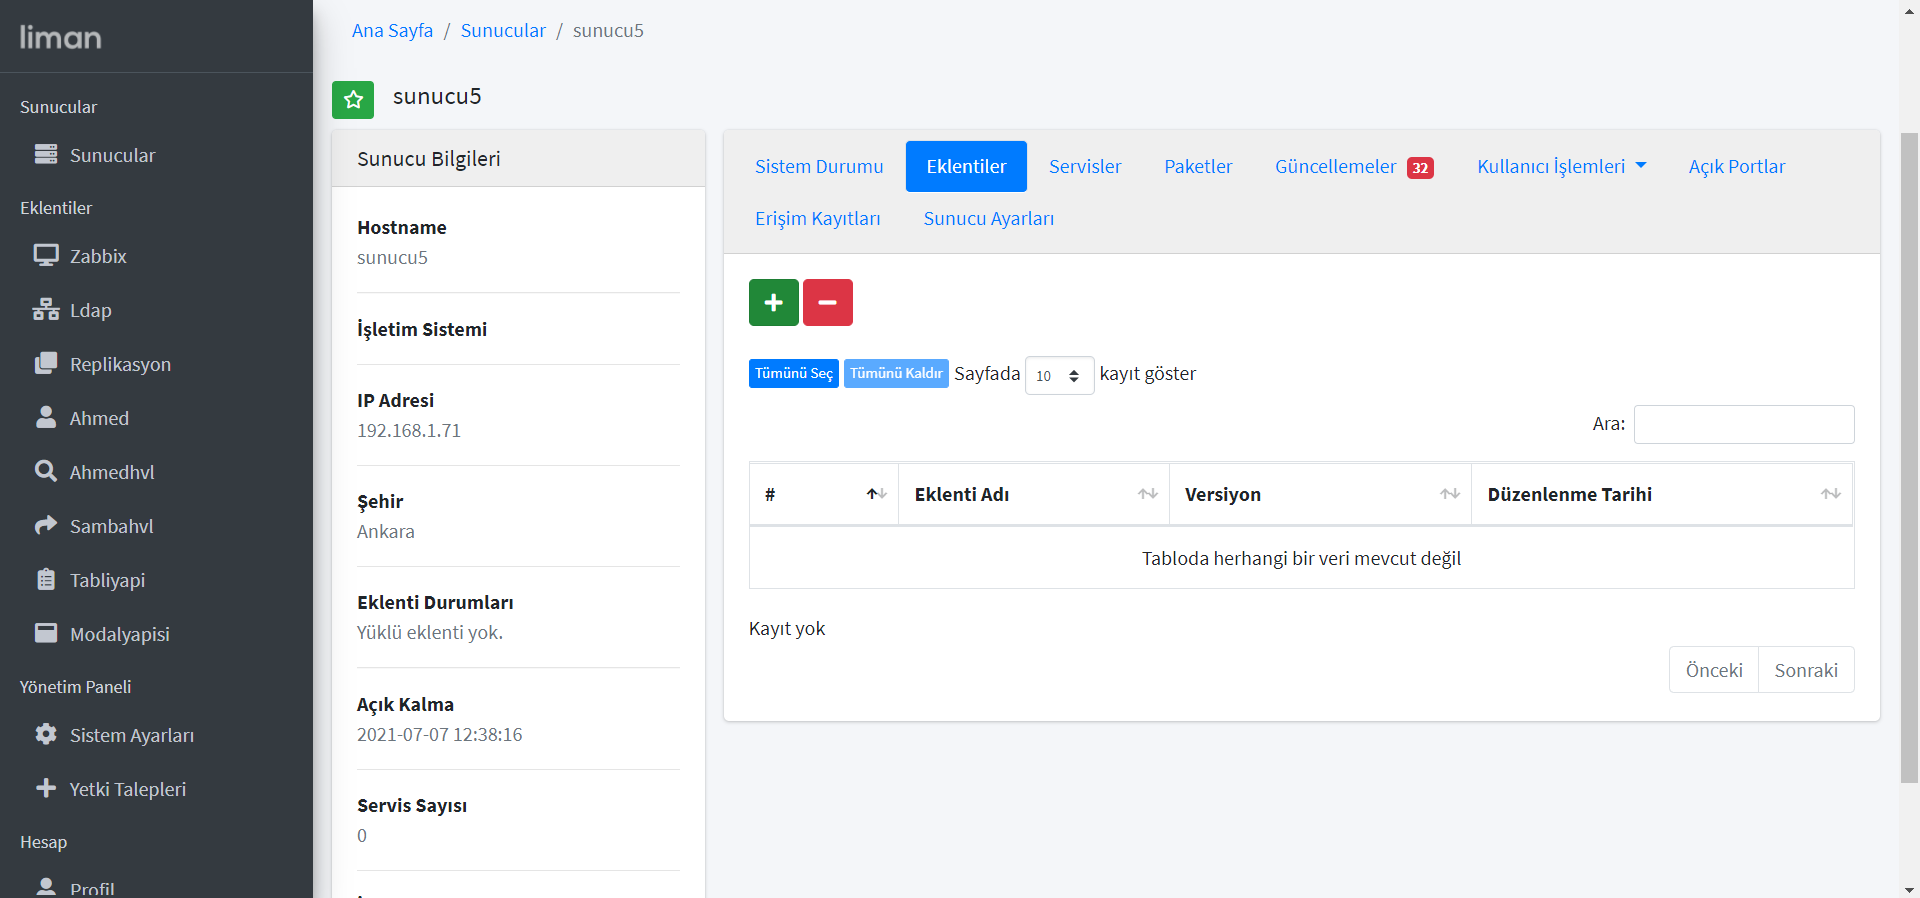 liman
Sunucular
Sunucular
Eklentiler
Zabbix
Ldap
Replikasyon
Ahmed
Ahmedhvl
Sambahvl
Tabliyapi
Modalyapisi
Yönetim Paneli
Sistem Ayarları
Yetki Talepleri
Hesap
Profil
Ana Sayfa / Sunucular / sunucu5
sunucu5
Sunucu Bilgileri
Hostname
sunucu5
İşletim Sistemi
IP Adresi
192.168.1.71
Şehir
Ankara
Eklenti Durumları
Yüklü eklenti yok.
Açık Kalma
2021-07-07 12:38:16
Servis Sayısı
0
Sistem Durumu Eklentiler Servisler Paketler Güncellemeler 32 Kullanıcı İşlemleri Açık Portlar
Erişim Kayıtları Sunucu Ayarları
Tümünü Seç Tümünü Kaldır Sayfada 10 kayıt göster
Ara:
# Eklenti Adı Versiyon Düzenlenme Tarihi
Tabloda herhangi bir veri mevcut değil
Kayıt yok
Önceki Sonraki